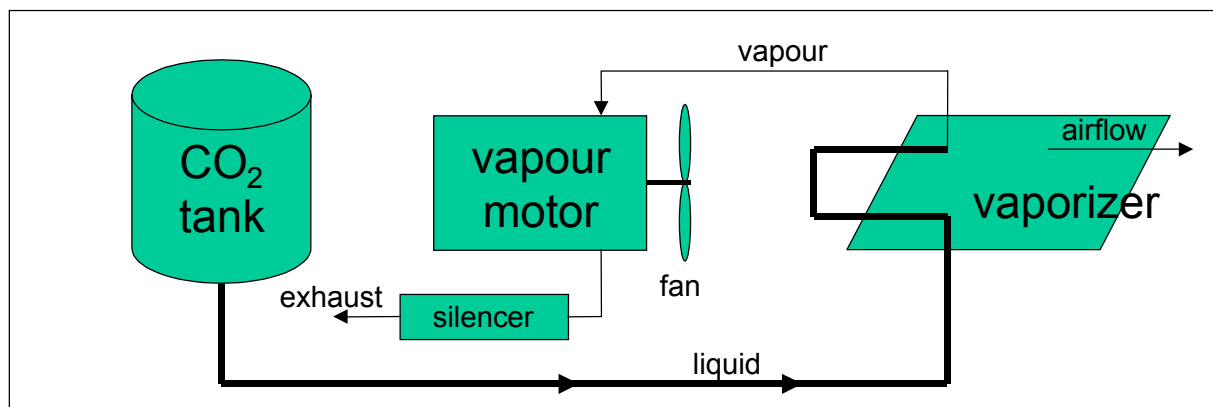 vapour
CO₂
tank
vapour
motor
airflow
vaporizer
fan
exhaust
silencer
liquid